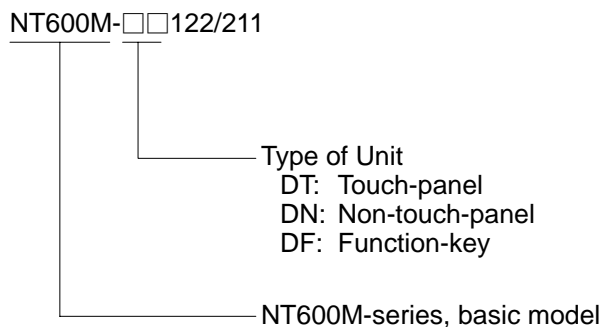 NT600M-□□122/211
Type of Unit
DT: Touch-panel
DN: Non-touch-panel
DF: Function-key
NT600M-series, basic model